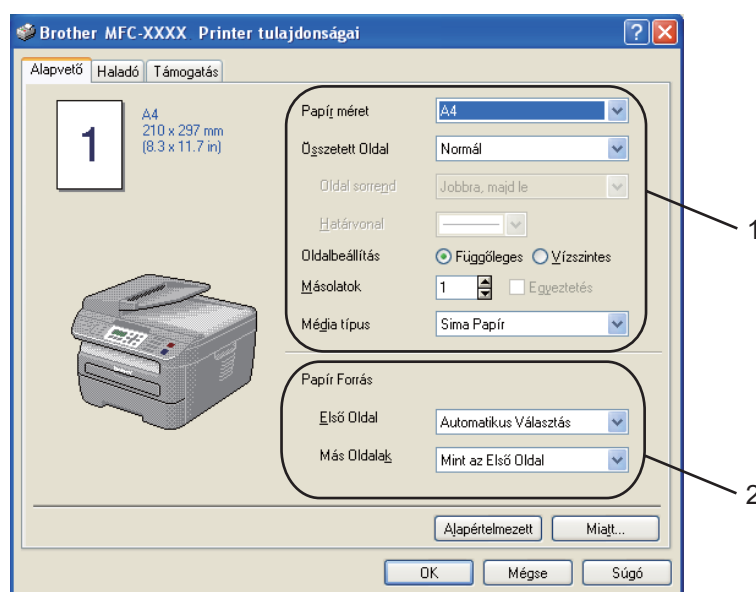 Brother MFC-XXXX Printer tulajdonságai
Alapvető Haladó Támogatás
1
A4
210 x 297 mm
(8.3 x 11.7 in)
Papír méret A4
Összetett Oldal Normál
Oldal sorrend Jobbra, majd le
Határvonal
Oldalbeállítás Függőleges Vízszintes
Másolatok 1 Egyeztetés
Média típus Sima Papír
1
Papír Forrás
Első Oldal Automatikus Választás
Más Oldalak Mint az Első Oldal
2
Alapértelmezett Miatt...
OK Mégse Súgó